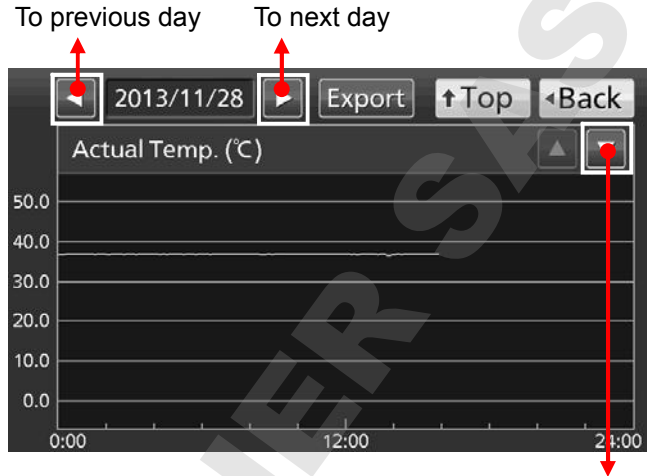 To previous day To next day
◄ 2013/11/28 ► Export ↑Top ◂Back
Actual Temp. (℃) ▲ ▼
50.0
40.0
30.0
20.0
10.0
0.0
0:00 12:00 24:00